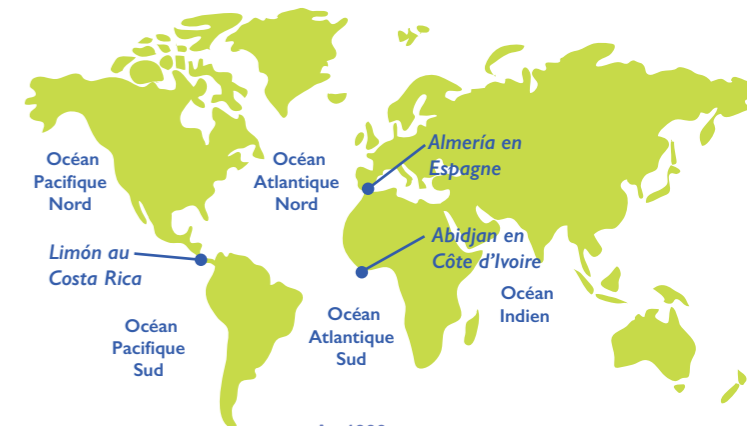 Océan
Pacifique
Nord
Océan
Atlantique
Nord
Almería en
Espagne
Limón au
Costa Rica
Abidjan en
Côte d'Ivoire
Océan
Indien
Océan
Pacifique
Sud
Océan
Atlantique
Sud